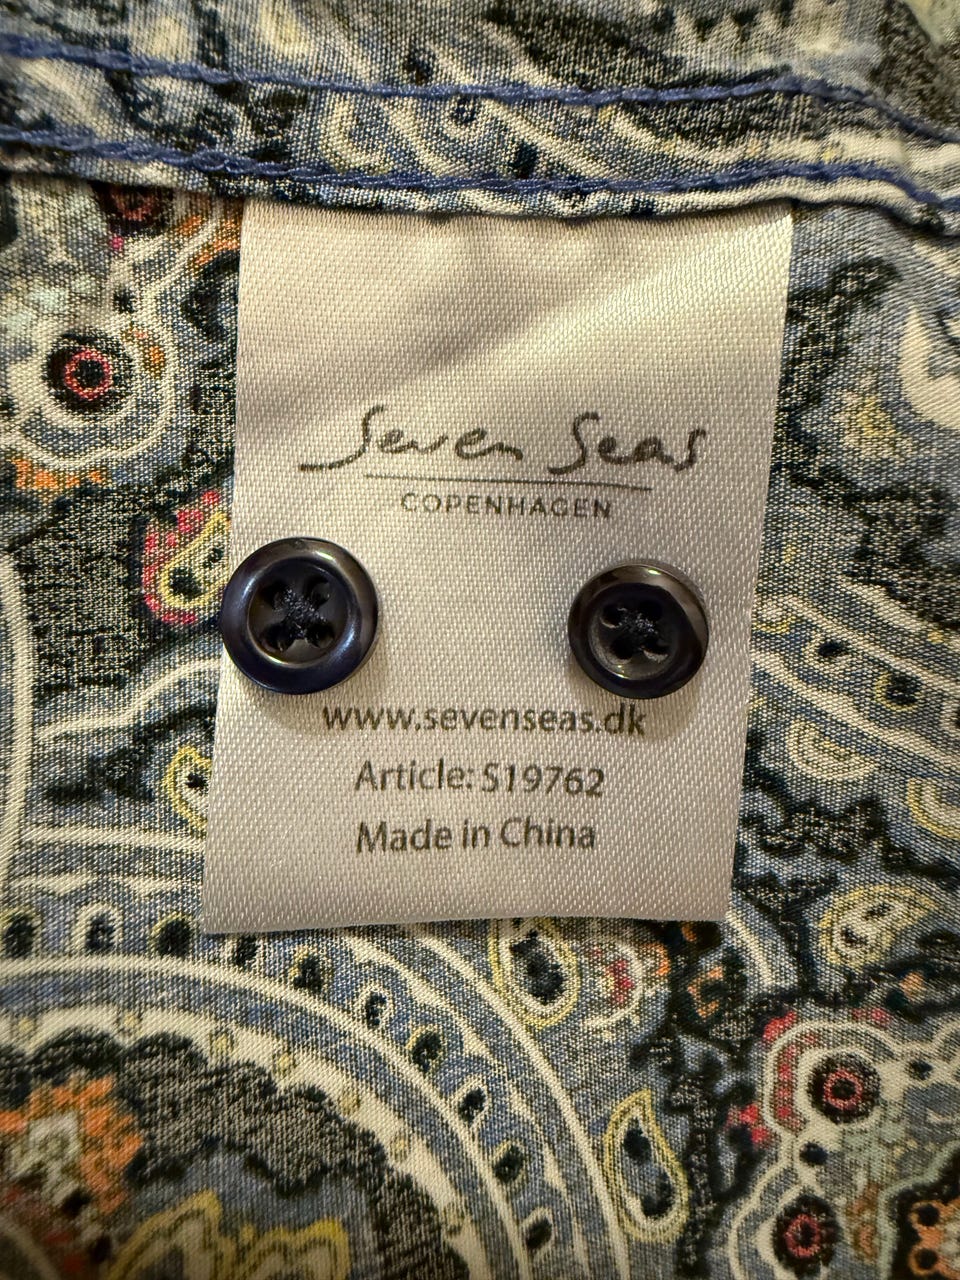 Seven Seas
COPENHAGEN
www.sevenseas.dk
Article: S19762
Made in China